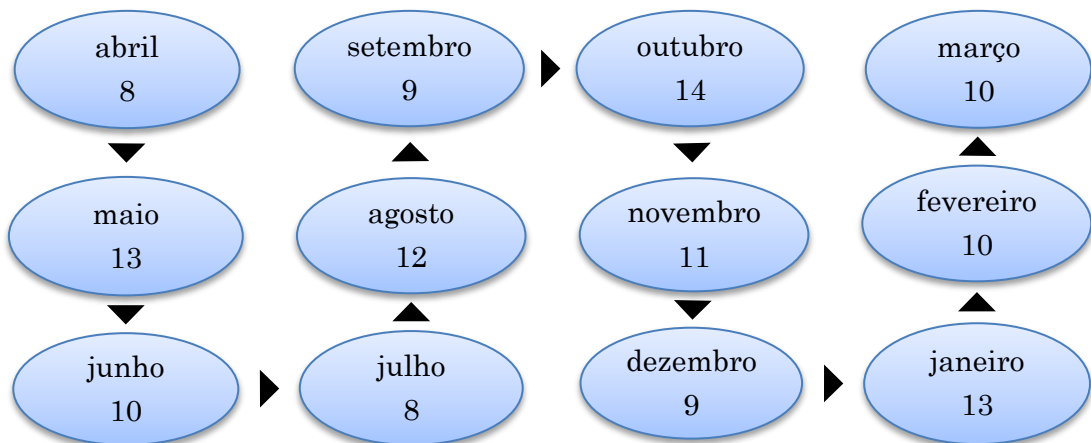 abril
8
maio
13
junho
10
julho
8
agosto
12
setembro
9
outubro
14
novembro
11
dezembro
9
janeiro
13
fevereiro
10
março
10